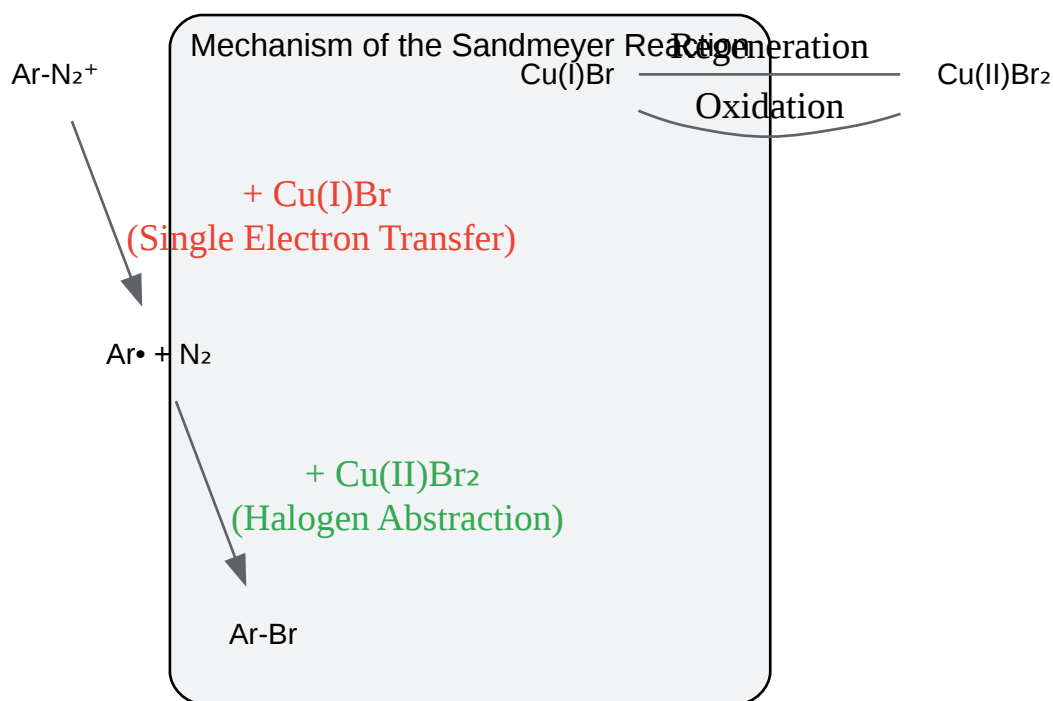 Mechanism of the Sandmeyer Reaction
Regeneration
Ar-N₂⁺
Cu(I)Br
Cu(II)Br₂
Oxidation
+ Cu(I)Br
(Single Electron Transfer)
Ar• + N₂
+ Cu(II)Br₂
(Halogen Abstraction)
Ar-Br